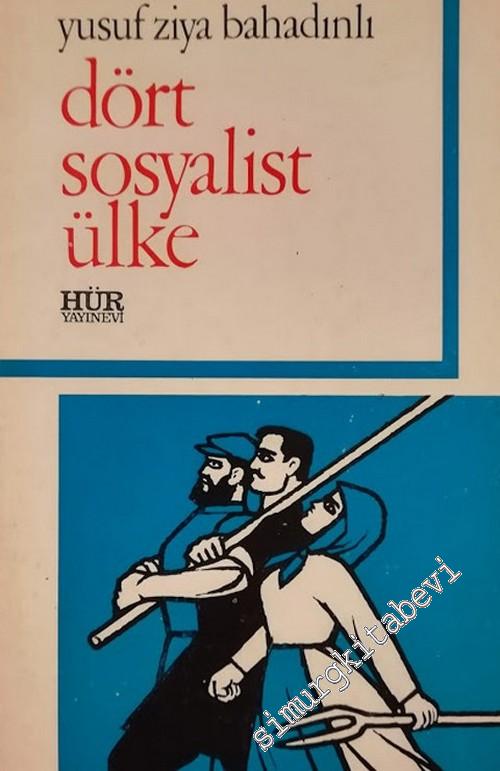 yusuf ziya bahadınlı
dört
sosyalist
ülke
HÜR
YAYINEVİ
simurgkitabevi